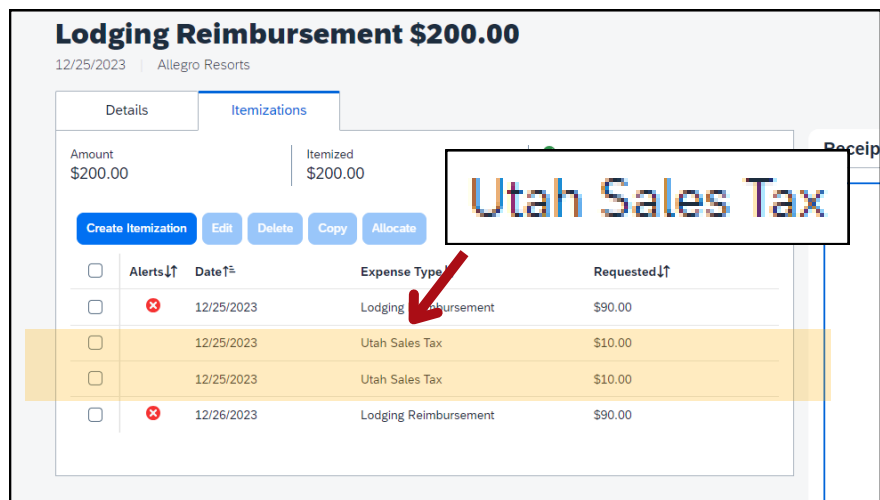 Lodging Reimbursement $200.00
12/25/2023 Allegro Resorts
Details Itemizations
Amount Itemized
$200.00 $200.00
Receip
Utah Sales Tax
Create Itemization Edit Delete Copy Allocate
Alerts Date Expense Type Requested
12/25/2023 Lodging Reimbursement $90.00
12/25/2023 Utah Sales Tax $10.00
12/25/2023 Utah Sales Tax $10.00
12/26/2023 Lodging Reimbursement $90.00